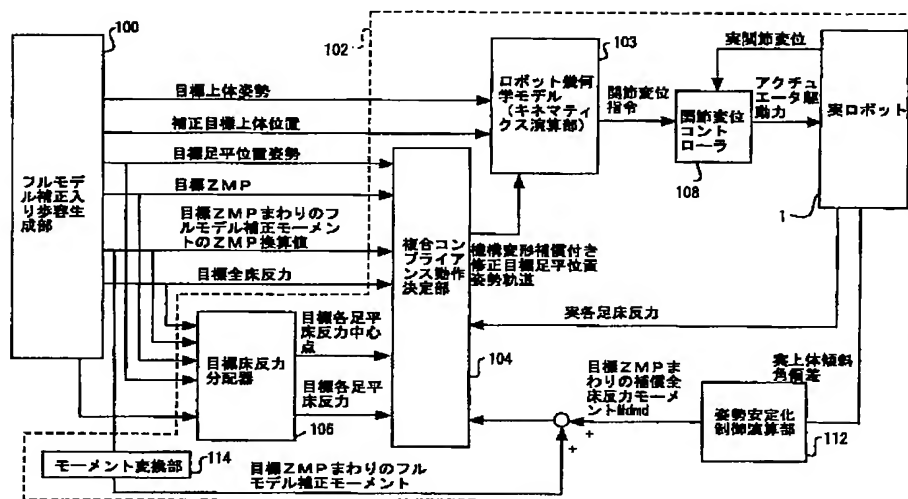 100
フルモデル補正入り歩容生成部
102
目標上体姿勢
補正目標上体位置
目標足平位置姿勢
目標ZMP
目標ZMPまわりのフ
ルモデル補正モーメン
トのZMP換算値
目標全床反力
103
ロボット幾何
学モデル
(キネマティ
クス演算部)
関節変位
指令
実関節変位
関節変位
コント
ローラ
108
アクチュ
エータ駆
動力
実ロボット
1
複合コン
プライア
ンス動作
決定部
104
機構変形補償付き
修正目標足平位置
姿勢軌道
目標床反力
分配器
106
目標各足平
床反力中心
点
目標各足平
床反力
実各足床反力
目標ZMPま
わりの補償全
床反力モーメ
ントMdmd
+
+
実上体傾斜
角偏差
姿勢安定化
制御演算部
112
モーメント変換部
114
目標ZMPまわりのフル
モデル補正モーメント